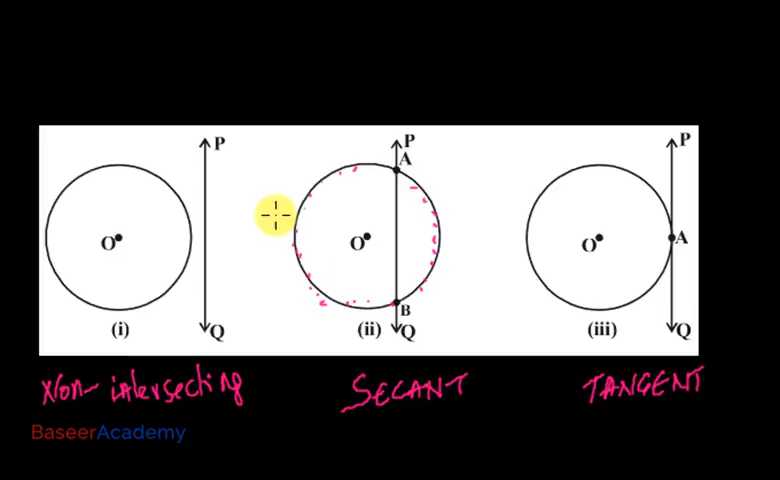 P
P
A
P
O
O
O
A
B
(i)
Q
(ii)
Q
(iii)
Q
Non-intersecting
SECANT
TANGENT
BaseerAcademy